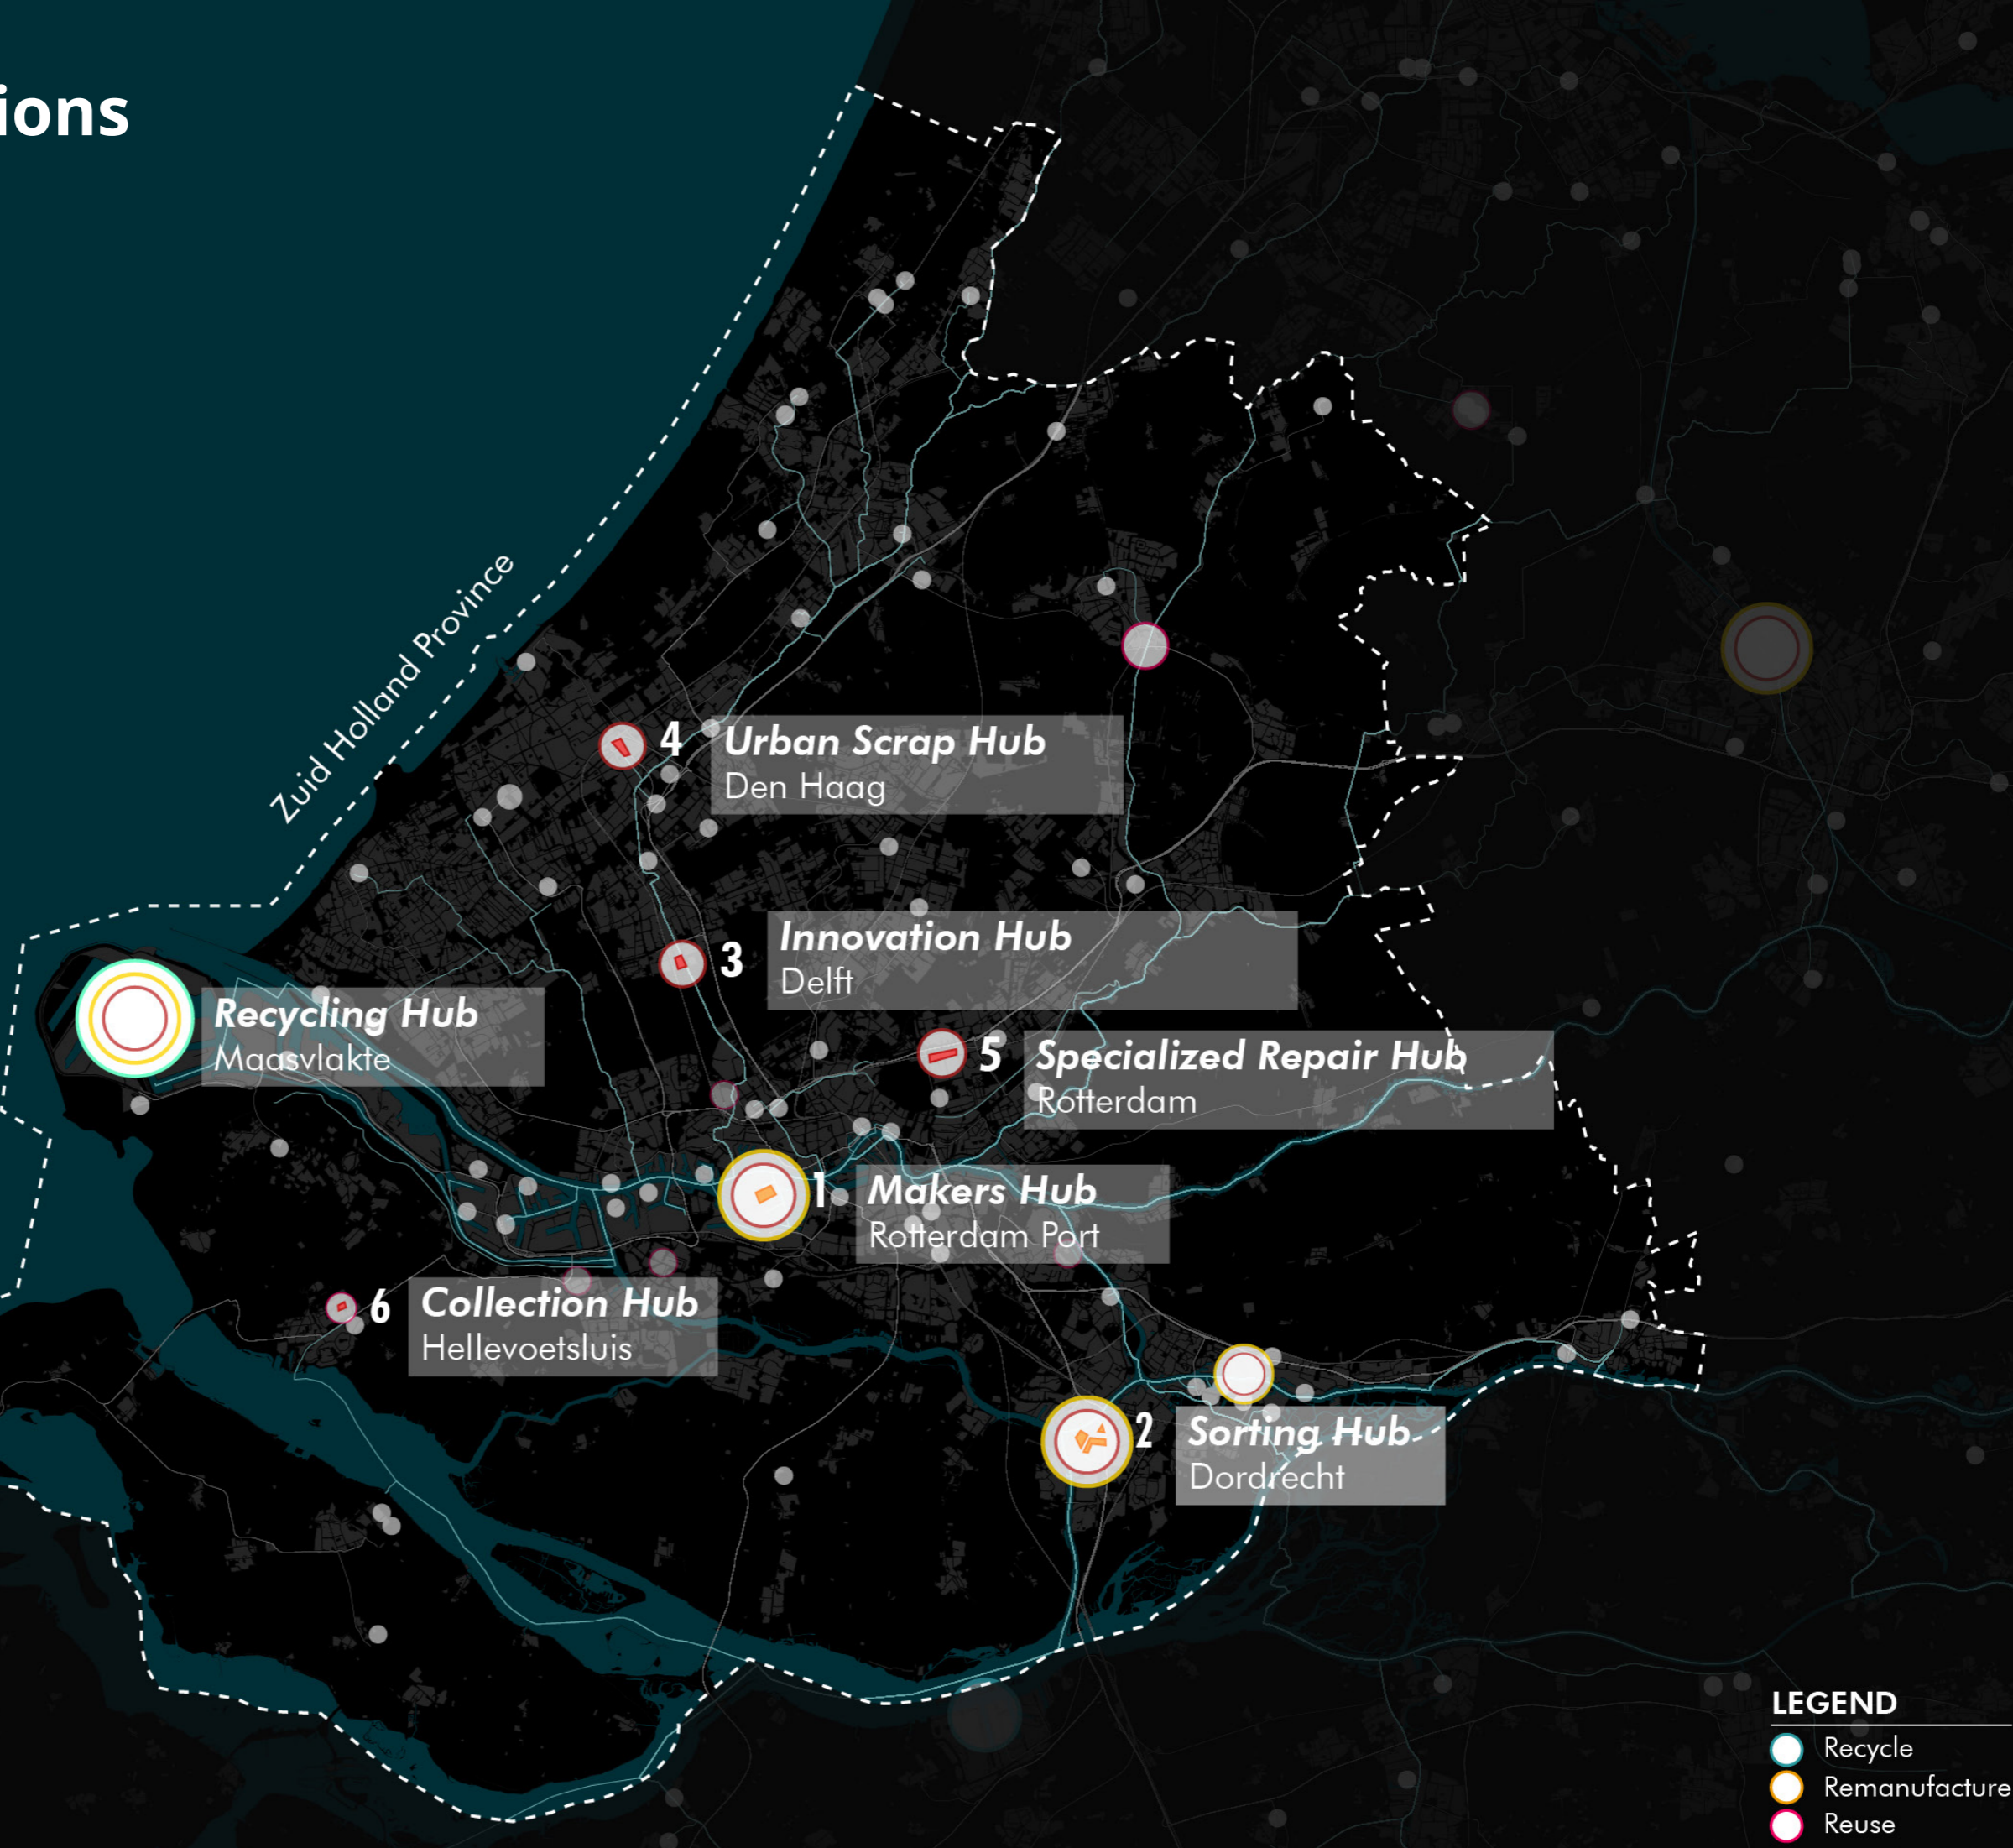 ions
Zuid Holland Province
4
Urban Scrap Hub
Den Haag
3
Innovation Hub
Delft
Recycling Hub
Maasvlakte
5
Specialized Repair Hub
Rotterdam
1
Makers Hub
Rotterdam Port
6
Collection Hub
Hellevoetsluis
2
Sorting Hub
Dordrecht
LEGEND
Recycle
Remanufacture
Reuse